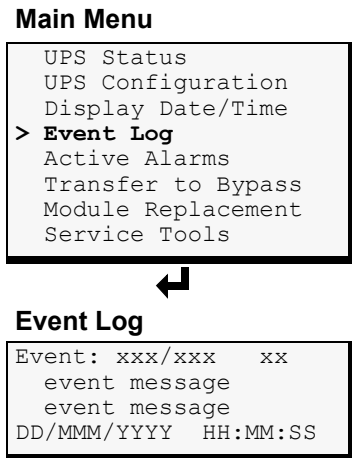 Main Menu
UPS Status
UPS Configuration
Display Date/Time
> Event Log
Active Alarms
Transfer to Bypass
Module Replacement
Service Tools
Event Log
Event: xxx/xxx xx
event message
event message
DD/MMM/YYYY HH:MM:SS